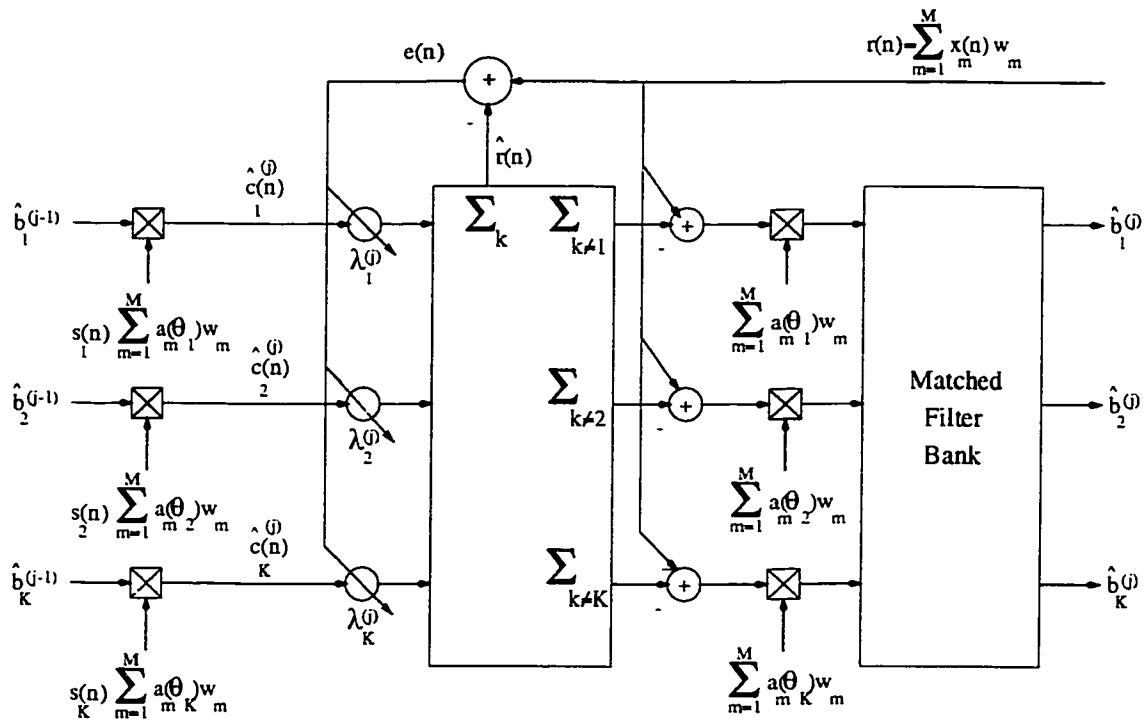 r(n)=∑_{m=1}^{M} x_m(n) w_m
e(n)
+
-
r̂(n)
ĉ_1(n)^{(j)}
b̂_1^{(j-1)}
λ_1^{(j)}
∑_k
∑_{k≠1}
+
-
b̂_1^{(j)}
s_1(n) ∑_{m=1}^{M} a_m(θ_1)w_m
∑_{m=1}^{M} a_m(θ_1)w_m
ĉ_2(n)^{(j)}
b̂_2^{(j-1)}
λ_2^{(j)}
∑_{k≠2}
+
-
Matched
Filter
Bank
b̂_2^{(j)}
s_2(n) ∑_{m=1}^{M} a_m(θ_2)w_m
∑_{m=1}^{M} a_m(θ_2)w_m
ĉ_K(n)^{(j)}
b̂_K^{(j-1)}
λ_K^{(j)}
∑_{k≠K}
+
-
b̂_K^{(j)}
s_K(n) ∑_{m=1}^{M} a_m(θ_K)w_m
∑_{m=1}^{M} a_m(θ_K)w_m